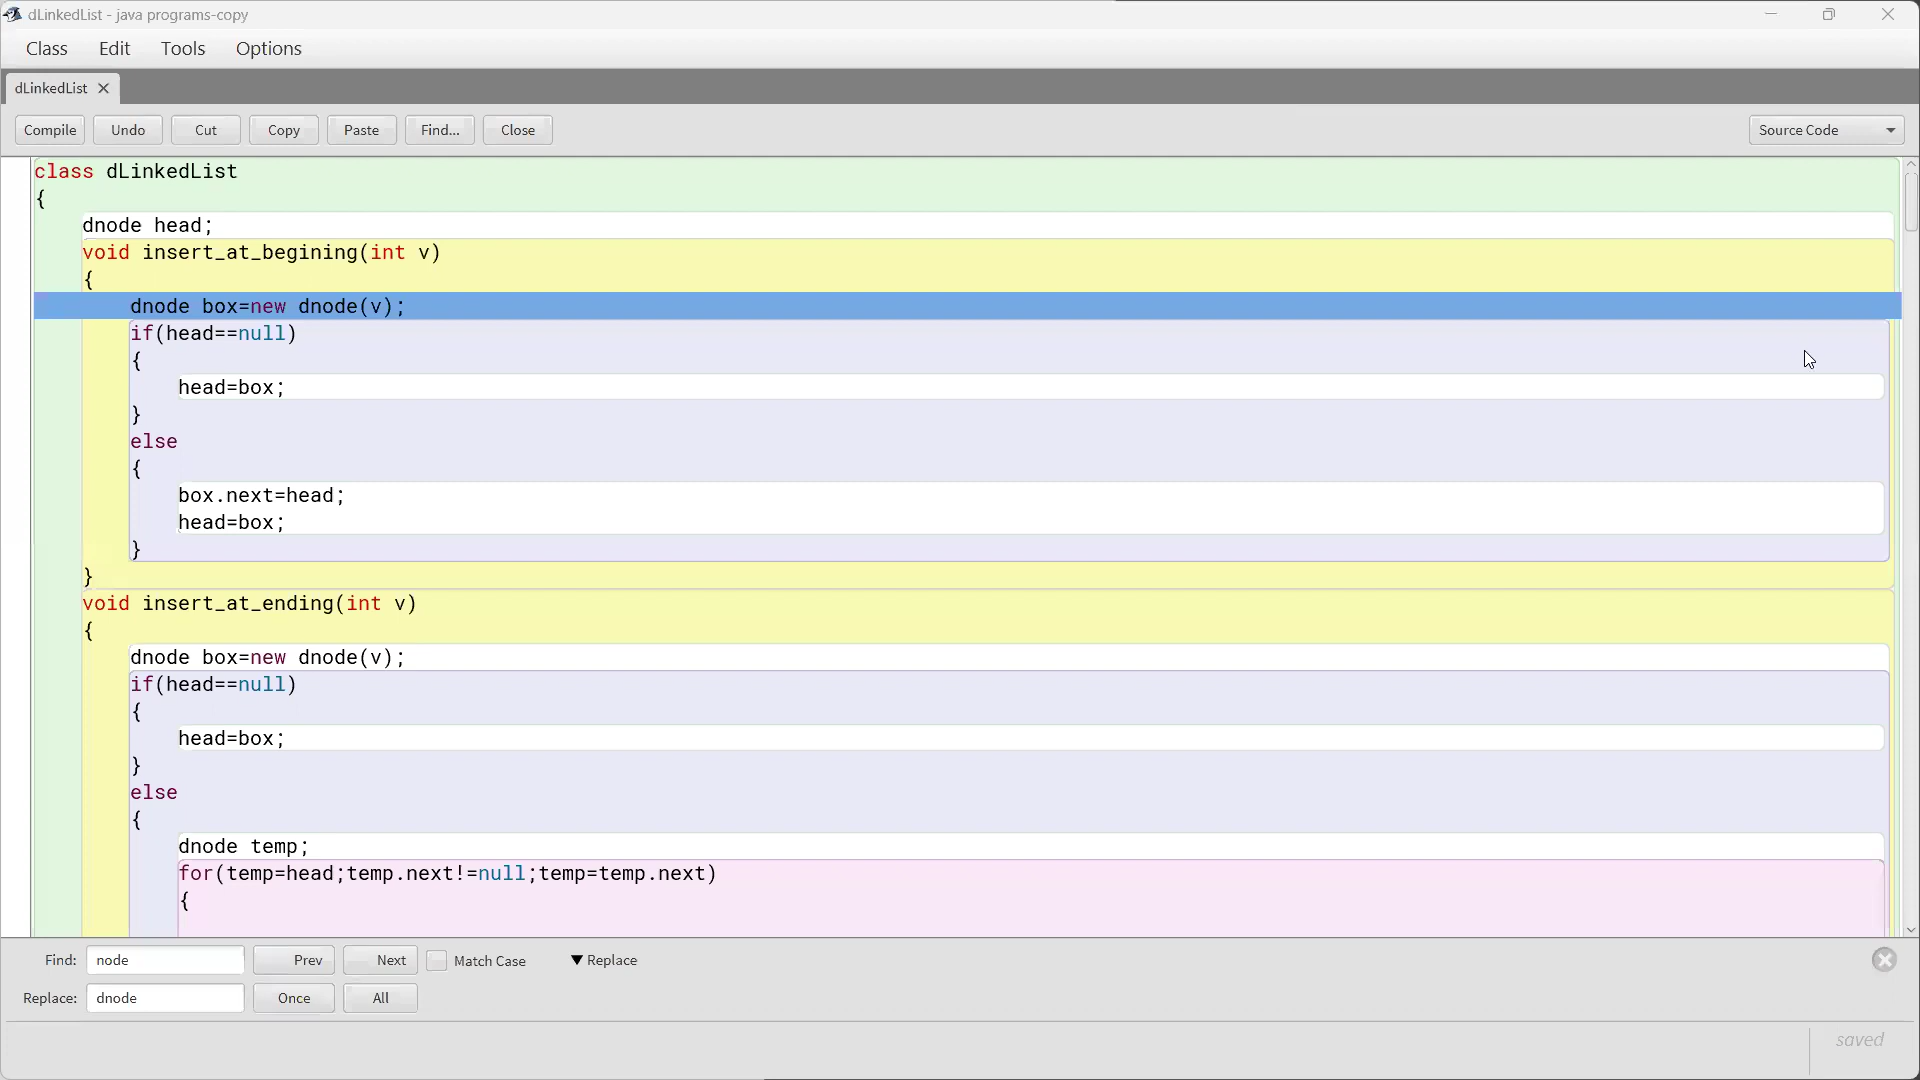 dLinkedList - java programs-copy
Class Edit Tools Options
dLinkedList
Compile Undo Cut Copy Paste Find... Close Source Code
class dLinkedList
{
    dnode head;
    void insert_at_begining(int v)
    {
        dnode box=new dnode(v);
        if(head==null)
        {
            head=box;
        }
        else
        {
            box.next=head;
            head=box;
        }
    }
    void insert_at_ending(int v)
    {
        dnode box=new dnode(v);
        if(head==null)
        {
            head=box;
        }
        else
        {
            dnode temp;
            for(temp=head;temp.next!=null;temp=temp.next)
            {
Find: node Prev Next Match Case ▼ Replace
Replace: dnode Once All
saved